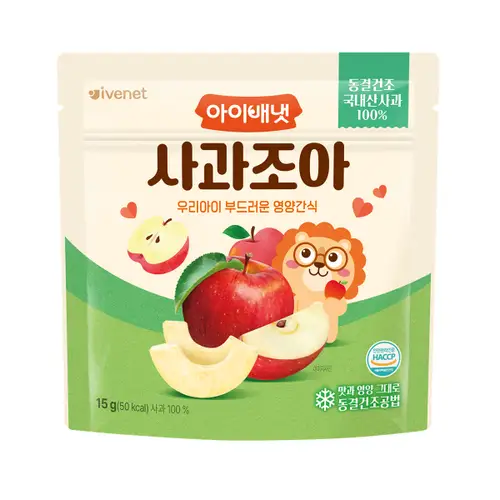 ivenet
아이배냇
동결건조
국내산사과
100%
사과조아
우리아이 부드러운 영양간식
HACCP
맛과 영양 그대로
동결건조공법
15 g(50 kcal) 사과 100 %